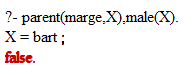 ?- parent(marge,X),male(X).
X = bart ;
false.